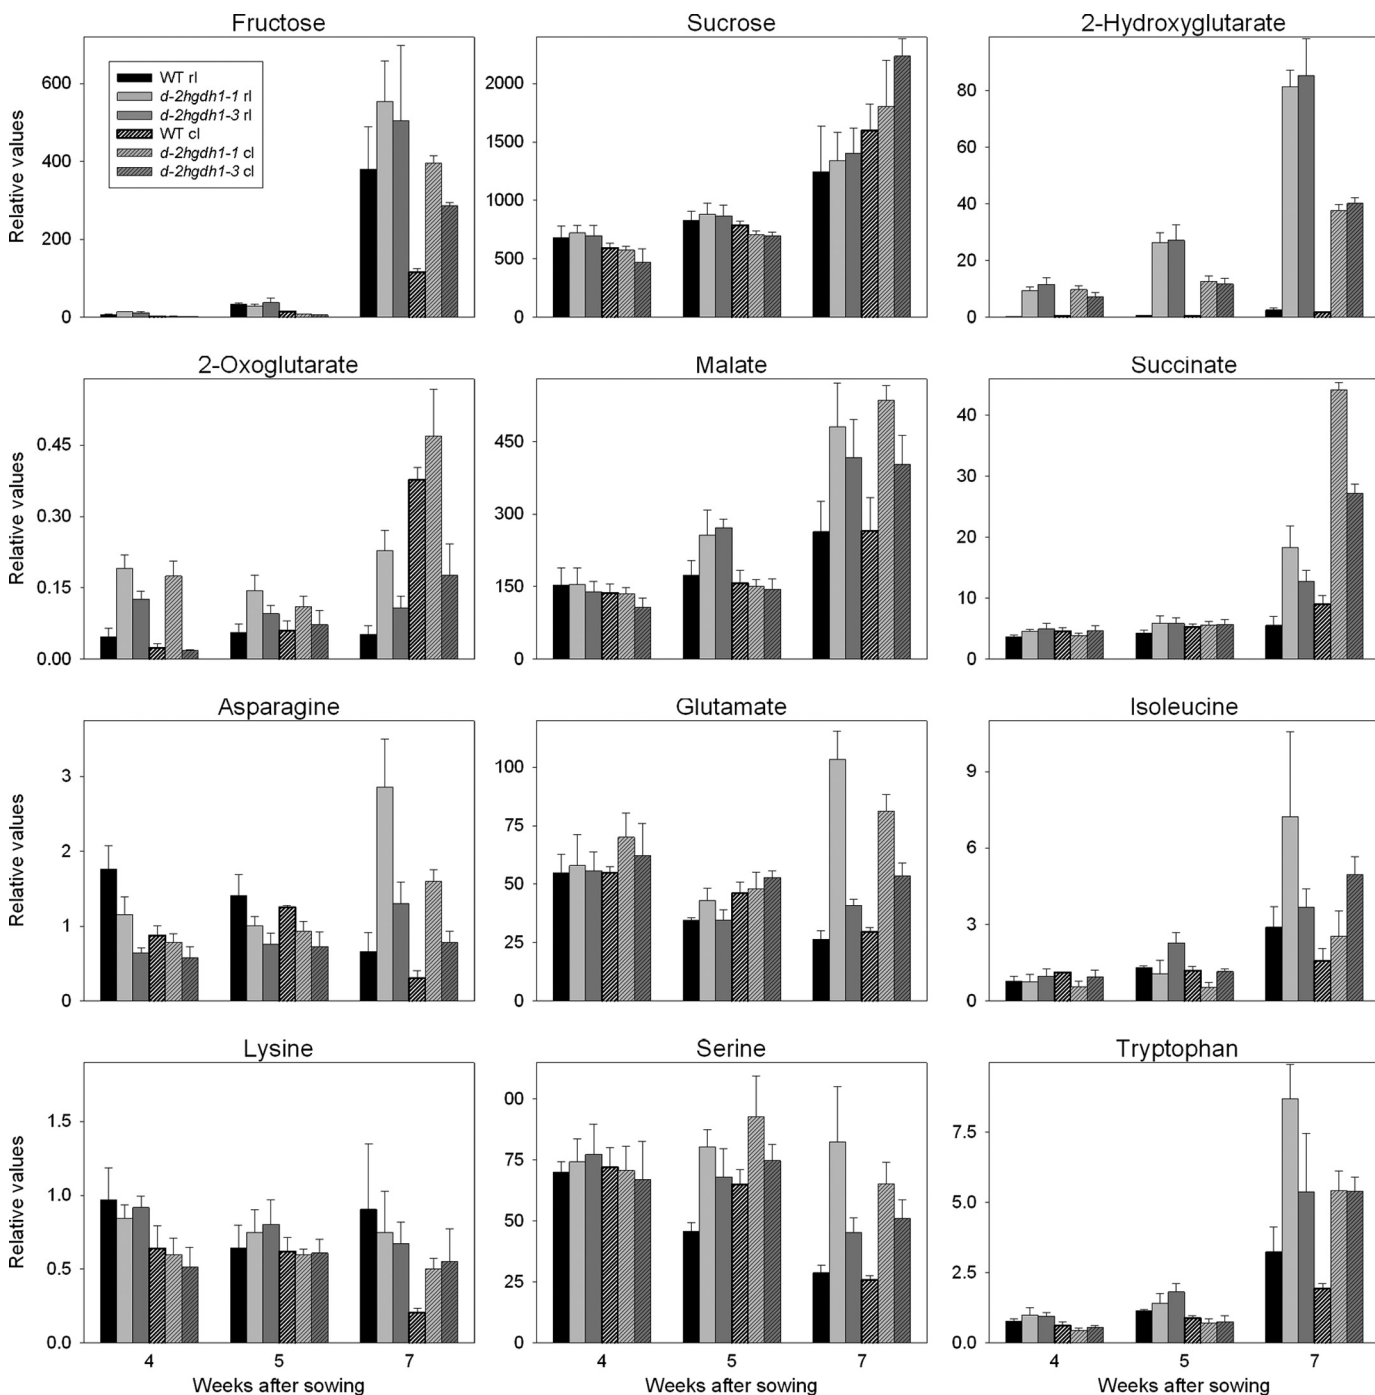 Fructose
Sucrose
2-Hydroxyglutarate
WT rl
d-2hgdh1-1 rl
d-2hgdh1-3 rl
WT cl
d-2hgdh1-1 cl
d-2hgdh1-3 cl
Relative values
600
400
200
0
2000
1500
1000
500
0
80
60
40
20
0
2-Oxoglutarate
Malate
Succinate
Relative values
0.45
0.30
0.15
0.00
450
300
150
0
40
30
20
10
0
Asparagine
Glutamate
Isoleucine
Relative values
3
2
1
0
100
75
50
25
0
9
6
3
0
Lysine
Serine
Tryptophan
Relative values
1.5
1.0
0.5
0.0
00
75
50
25
7.5
5.0
2.5
0.0
4 5 7
4 5 7
4 5 7
Weeks after sowing
Weeks after sowing
Weeks after sowing